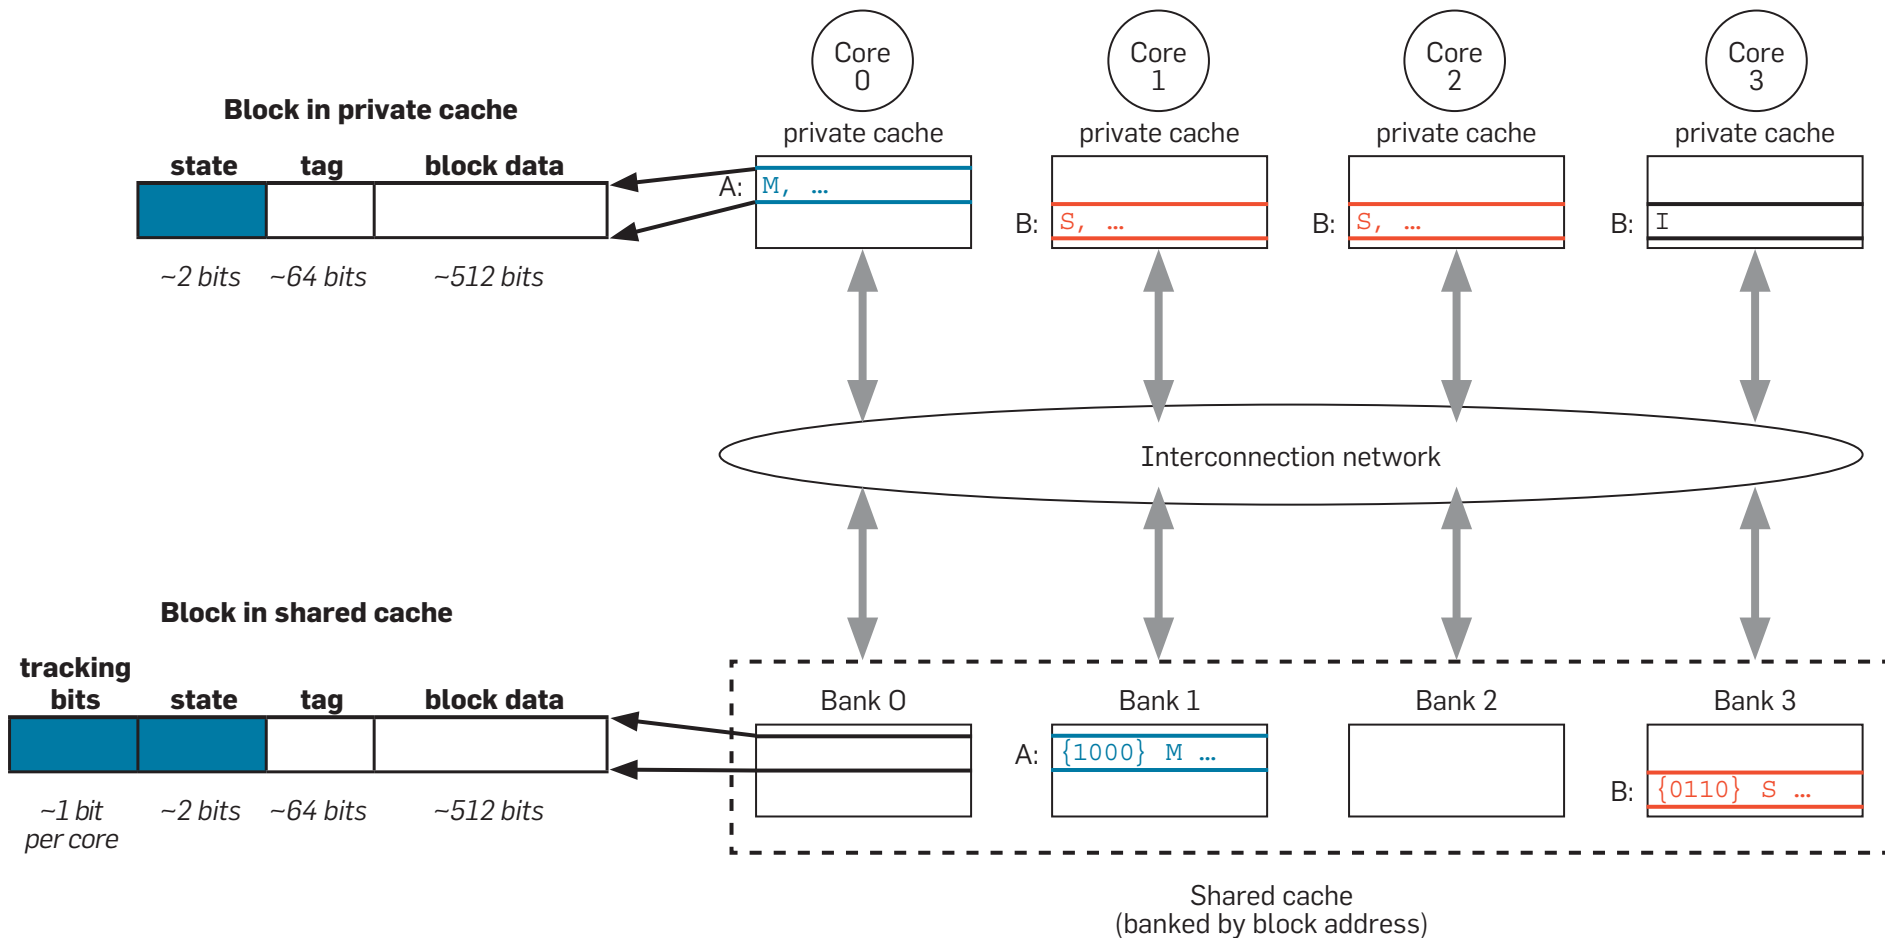 Core
0
Core
1
Core
2
Core
3
private cache
private cache
private cache
private cache
Block in private cache
state tag block data
~2 bits ~64 bits ~512 bits
A: M, …
B: S, …
B: S, …
B: I
Interconnection network
Block in shared cache
tracking
bits state tag block data
~1 bit
per core
~2 bits ~64 bits ~512 bits
Bank 0
Bank 1
Bank 2
Bank 3
A: {1000} M …
B: {0110} S …
Shared cache
(banked by block address)